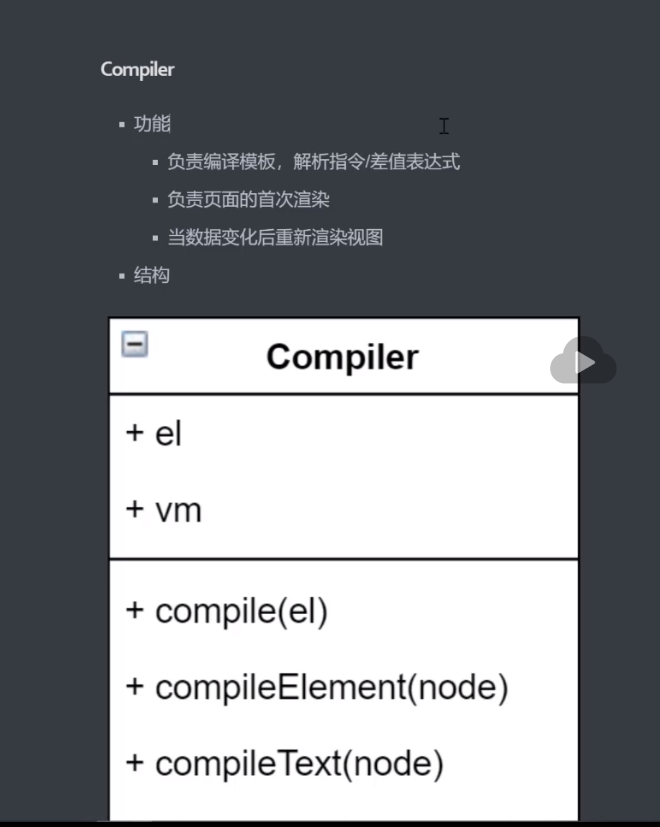 Compiler
功能
负责编译模板，解析指令/差值表达式
负责页面的首次渲染
当数据变化后重新渲染视图
结构
Compiler
+ el
+ vm
+ compile(el)
+ compileElement(node)
+ compileText(node)